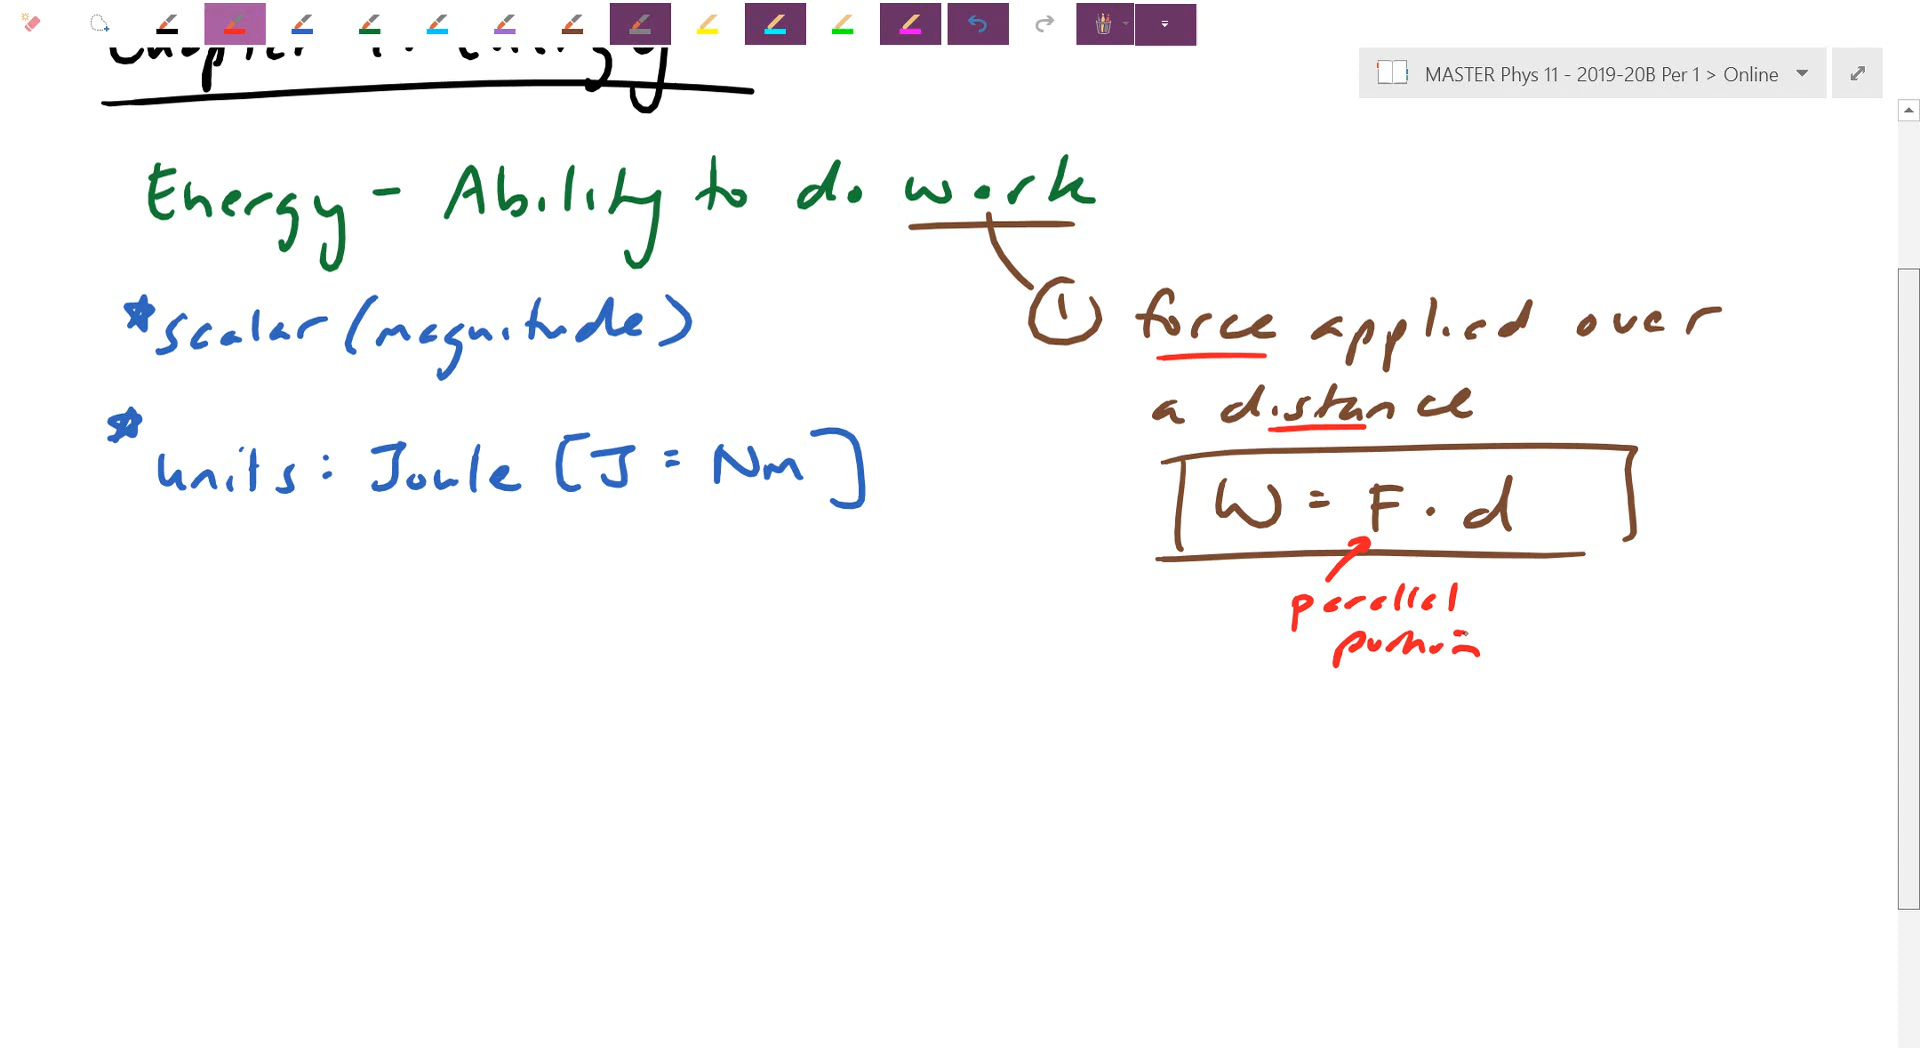 MASTER Phys 11 - 2019-20B Per 1 > Online
Energy - Ability to do work
*scalar (magnitude)
① force applied over
a distance
*units: Joule [J = Nm]
W = F · d
parallel